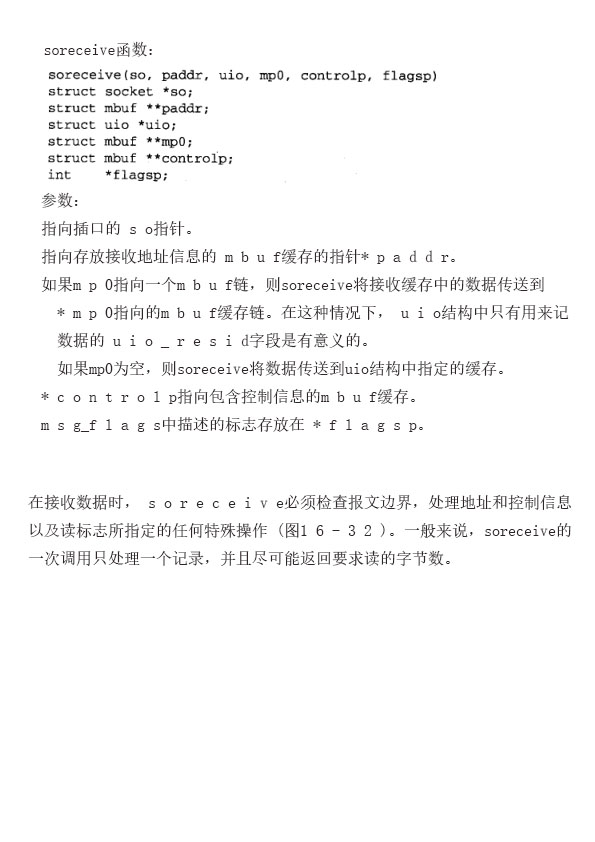 soreceive函数：
soreceive(so, paddr, uio, mp0, controlp, flagsp)
struct socket *so;
struct mbuf **paddr;
struct uio *uio;
struct mbuf **mp0;
struct mbuf **controlp;
int    *flagsp;
参数：
指向插口的 s o指针。
指向存放接收地址信息的 m b u f缓存的指针* p a d d r。
如果m p 0指向一个m b u f链，则soreceive将接收缓存中的数据传送到
* m p 0指向的m b u f缓存链。在这种情况下， u i o结构中只有用来记
数据的 u i o _ r e s i d字段是有意义的。
如果mp0为空，则soreceive将数据传送到uio结构中指定的缓存。
* c o n t r o l p指向包含控制信息的m b u f缓存。
m s g_f l a g s中描述的标志存放在 * f l a g s p。
在接收数据时， s o r e c e i v e必须检查报文边界，处理地址和控制信息
以及读标志所指定的任何特殊操作 (图1 6 - 3 2 )。一般来说，soreceive的
一次调用只处理一个记录，并且尽可能返回要求读的字节数。